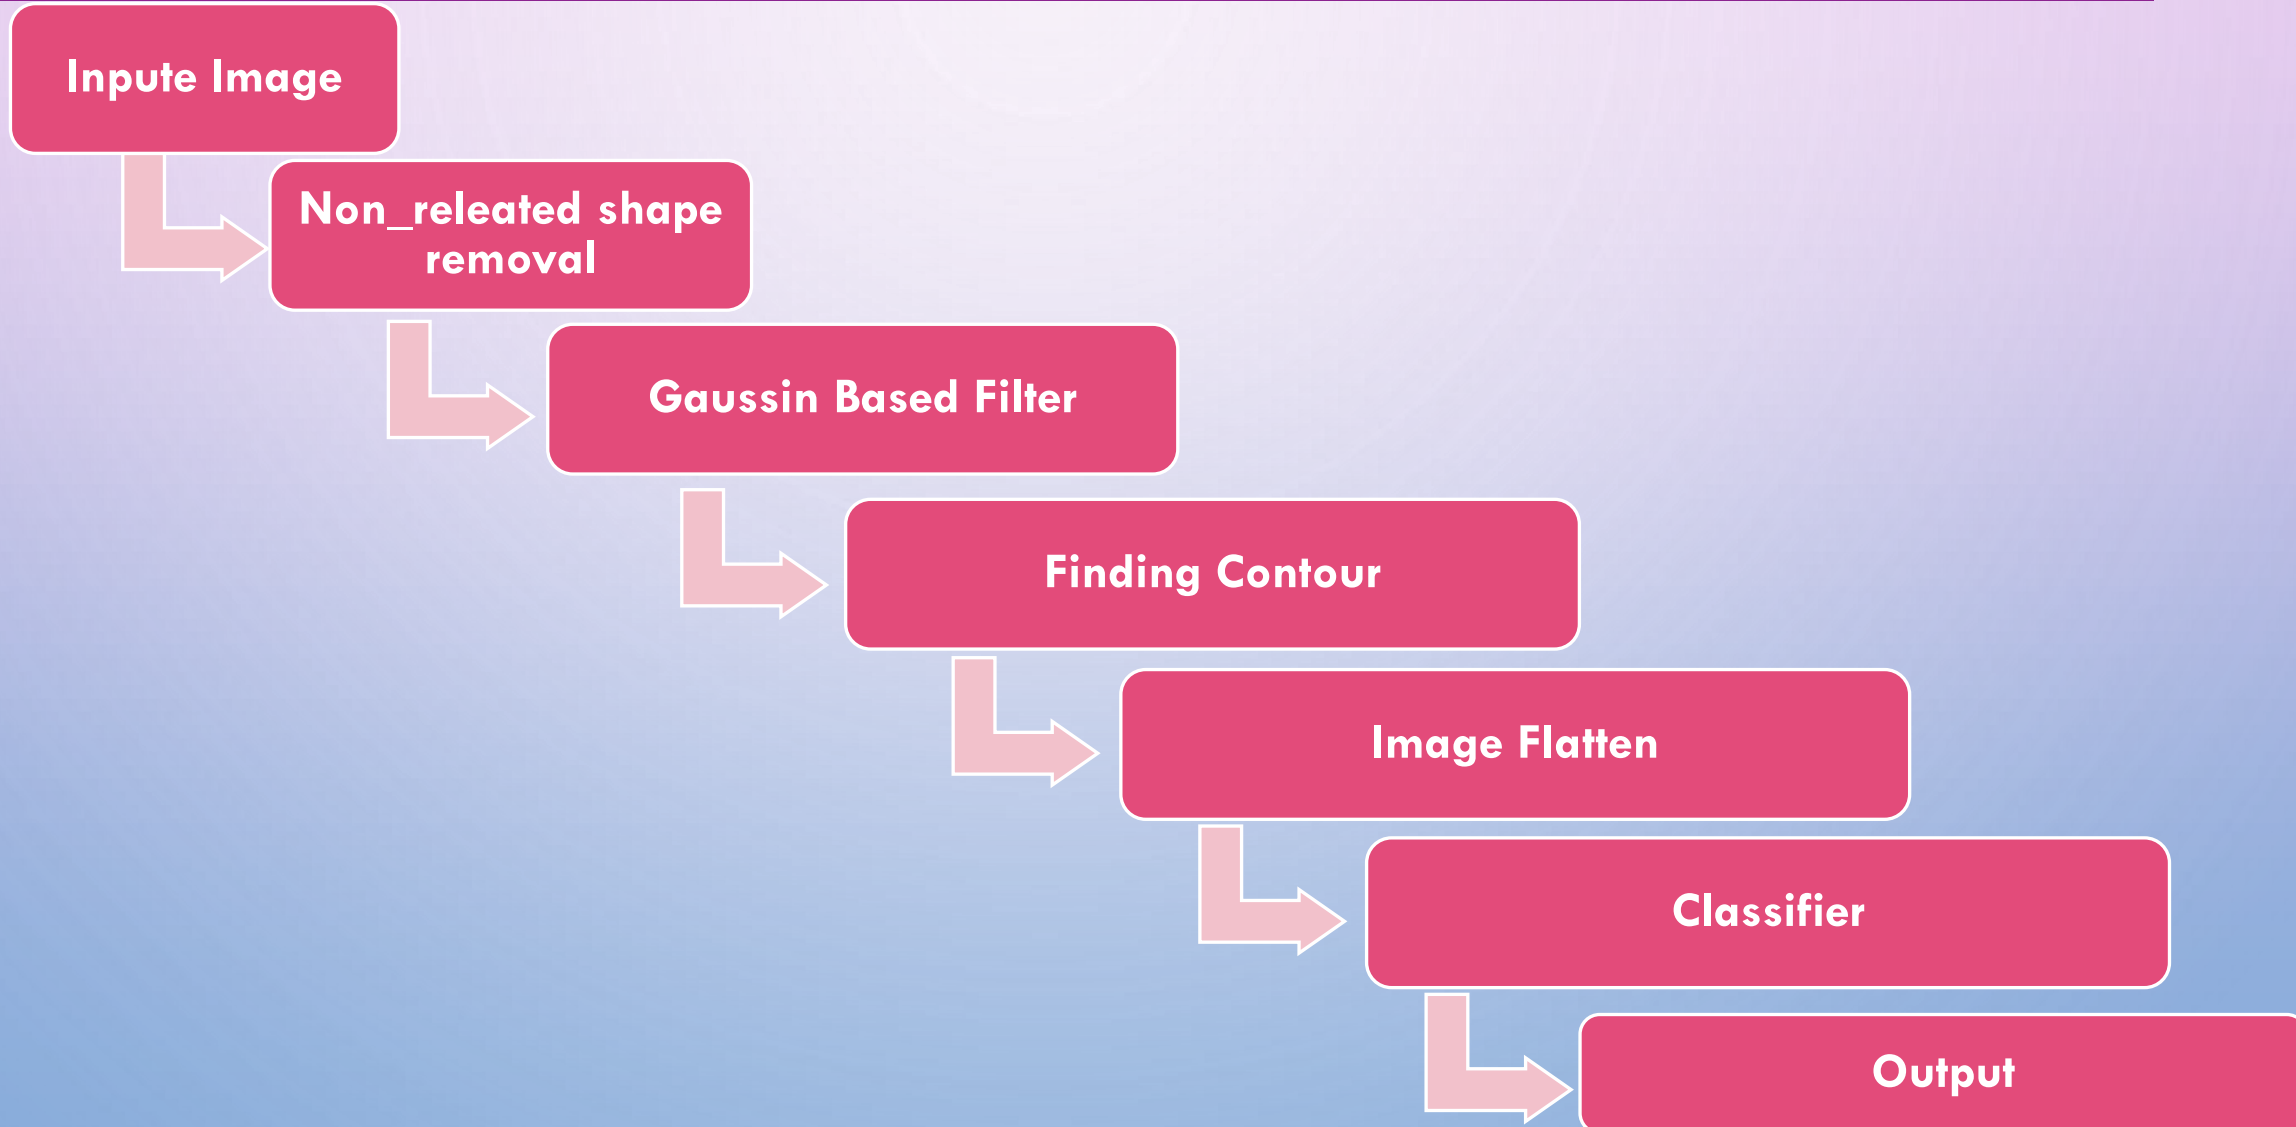 Inpute Image
Non_releated shape
removal
Gaussin Based Filter
Finding Contour
Image Flatten
Classifier
Output